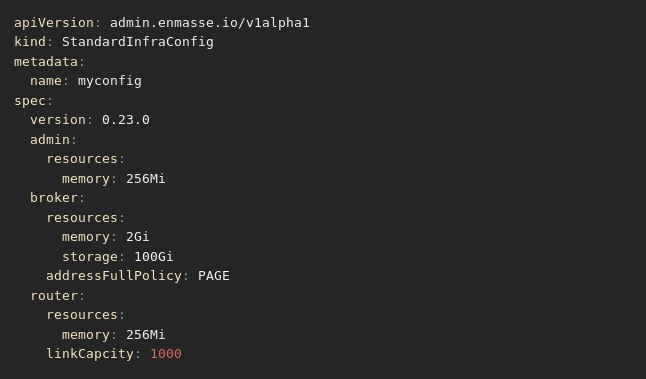 apiVersion: admin.enmasse.io/v1alpha1
kind: StandardInfraConfig
metadata:
  name: myconfig
spec:
  version: 0.23.0
  admin:
    resources:
      memory: 256Mi
  broker:
    resources:
      memory: 2Gi
      storage: 100Gi
    addressFullPolicy: PAGE
  router:
    resources:
      memory: 256Mi
    linkCapcity: 1000